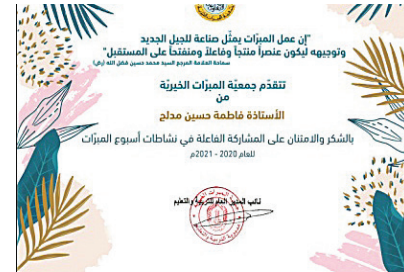 "إن عمل المبرّات يمثّل صناعة للجيل الجديد
وتوجيهه ليكون عنصراً منتجاً وفاعلاً ومنفتحاً على المستقبل"
سماحة العلامة المرجع السيد محمد حسين فضل الله (رض)
تتقدّم جمعيّة المبرّات الخيريّة
من
الأستاذة فاطمة حسين مدلج
بالشكر والامتنان على المشاركة الفاعلة في نشاطات أسبوع المبرّات
للعام 2020 - 2021م
نائب المدير العام للتربية والتعليم